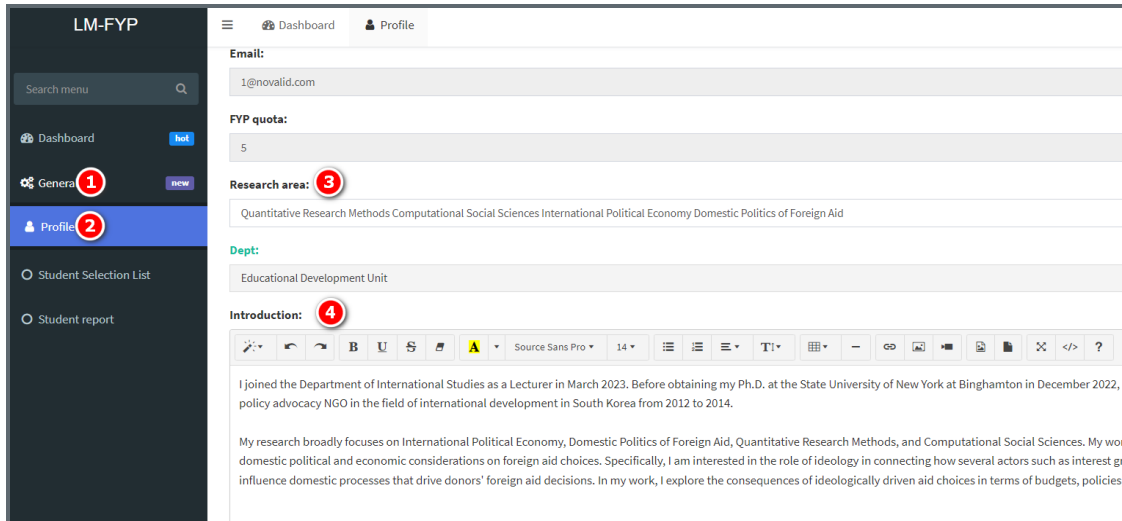 LM-FYP
Dashboard
Profile
Search menu
Dashboard
hot
Genera
1
new
Profile
2
Student Selection List
Student report
Email:
1@novalid.com
FYP quota:
5
Research area:
3
Quantitative Research Methods Computational Social Sciences International Political Economy Domestic Politics of Foreign Aid
Dept:
Educational Development Unit
Introduction:
4
B U S A Source Sans Pro 14 T </> ?
I joined the Department of International Studies as a Lecturer in March 2023. Before obtaining my Ph.D. at the State University of New York at Binghamton in December 2022,
policy advocacy NGO in the field of international development in South Korea from 2012 to 2014.
My research broadly focuses on International Political Economy, Domestic Politics of Foreign Aid, Quantitative Research Methods, and Computational Social Sciences. My wo
domestic political and economic considerations on foreign aid choices. Specifically, I am interested in the role of ideology in connecting how several actors such as interest g
influence domestic processes that drive donors' foreign aid decisions. In my work, I explore the consequences of ideologically driven aid choices in terms of budgets, policies